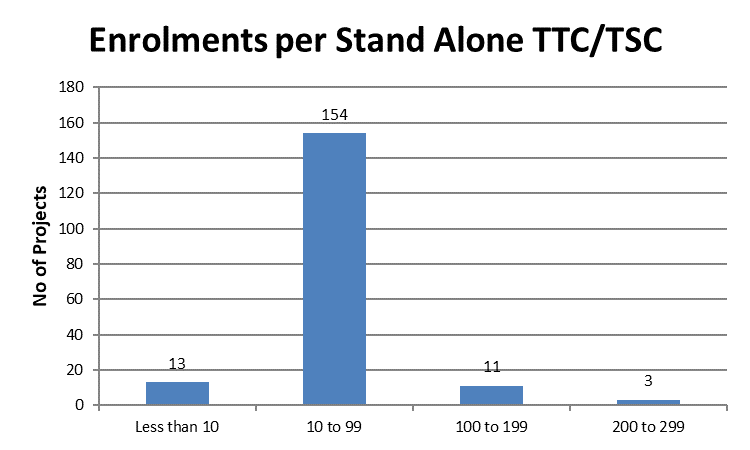 Enrolments per Stand Alone TTC/TSC
No of Projects
180
160
140
120
100
80
60
40
20
0
13
154
11
3
Less than 10
10 to 99
100 to 199
200 to 299